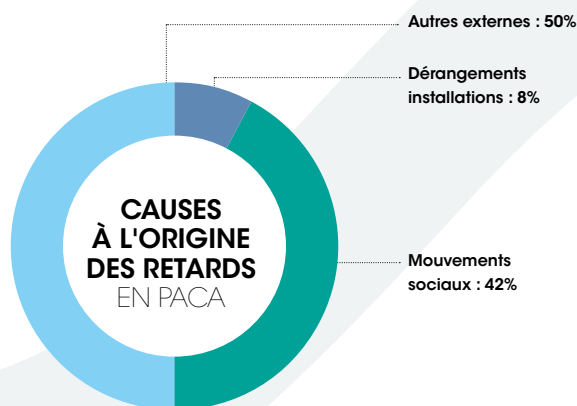 Autres externes : 50%
Dérangements
installations : 8%
CAUSES
À L'ORIGINE
DES RETARDS
EN PACA
Mouvements
sociaux : 42%